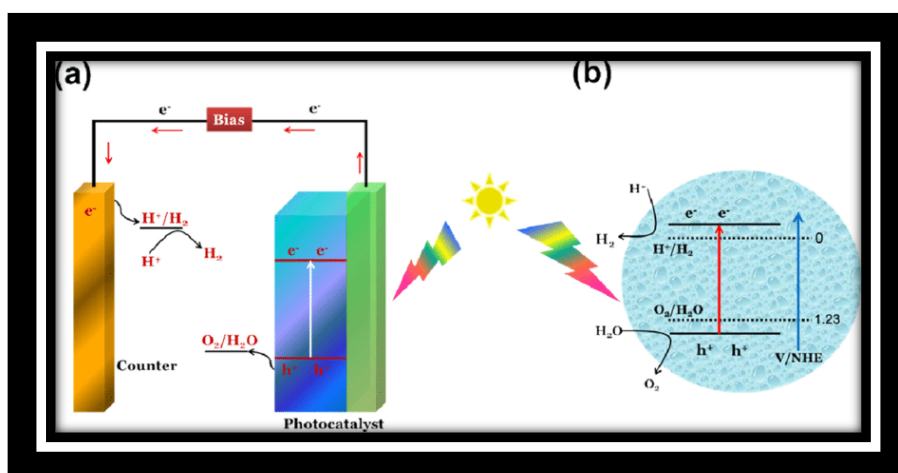 (a)
e⁻
Bias
e⁻
e⁻
H⁺/H₂
H⁺
H₂
e⁻ e⁻
O₂/H₂O
h⁺ h⁺
Counter
Photocatalyst
(b)
H⁺
e⁻ e⁻
0
H₂
H⁺/H₂
O₂/H₂O
1.23
H₂O
h⁺ h⁺
V/NHE
O₂